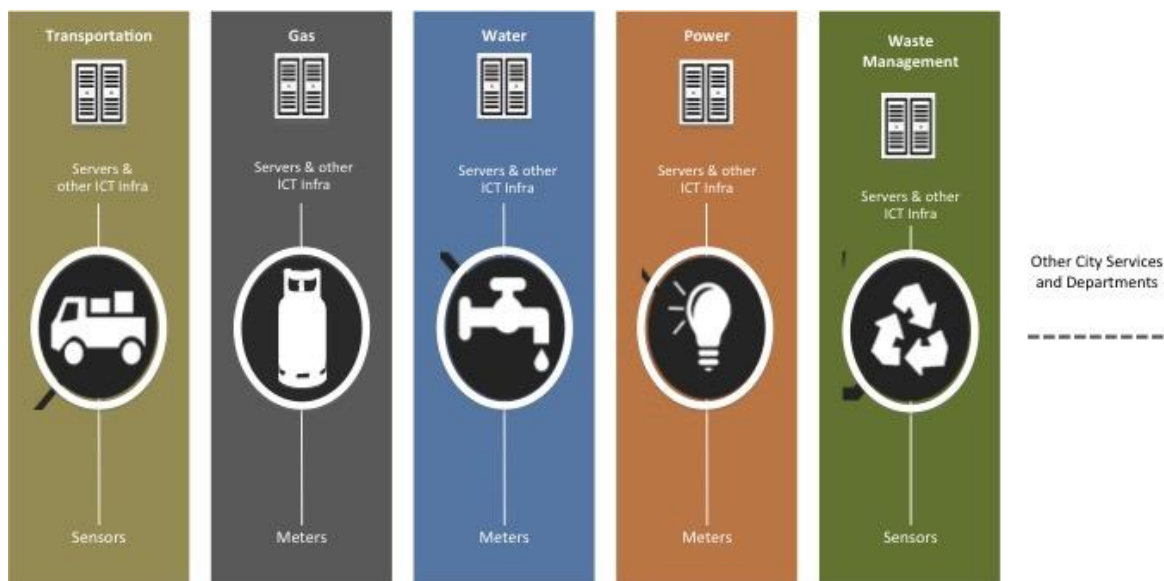 Transportation
Servers &
other ICT Infra
Sensors
Gas
Servers & other
ICT Infra
Meters
Water
Servers & other
ICT Infra
Meters
Power
Servers & other
ICT Infra
Meters
Waste
Management
Servers & other
ICT Infra
Sensors
Other City Services
and Departments